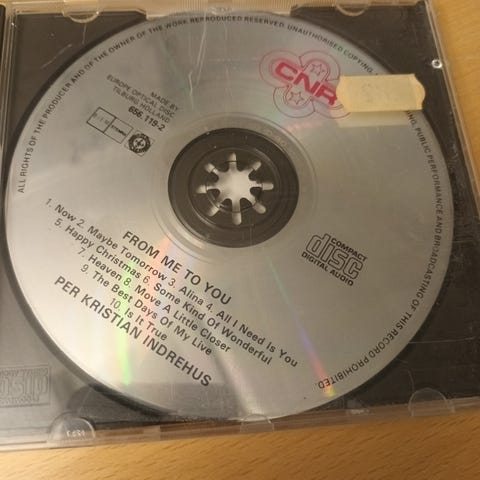 ALL RIGHTS OF THE PRODUCER AND OF THE OWNER OF THE WORK REPRODUCED RESERVED. UNAUTHORISED COPYING,
PUBLIC PERFORMANCE AND BROADCASTING OF THIS RECORD PROHIBITED.
CNR
MADE BY
EUROPE OPTICAL DISC
TILBURG HOLLAND
656.119-2
STEMRA
COMPACT
disc
DIGITAL AUDIO
FROM ME TO YOU
1. Now 2. Maybe Tomorrow 3. Alina 4. All I Need Is You
5. Happy Christmas 6. Some Kind Of Wonderful
7. Heaven 8. Move A Little Closer
9. The Best Days Of My Live
10. Is It True
PER KRISTIAN INDREHUS